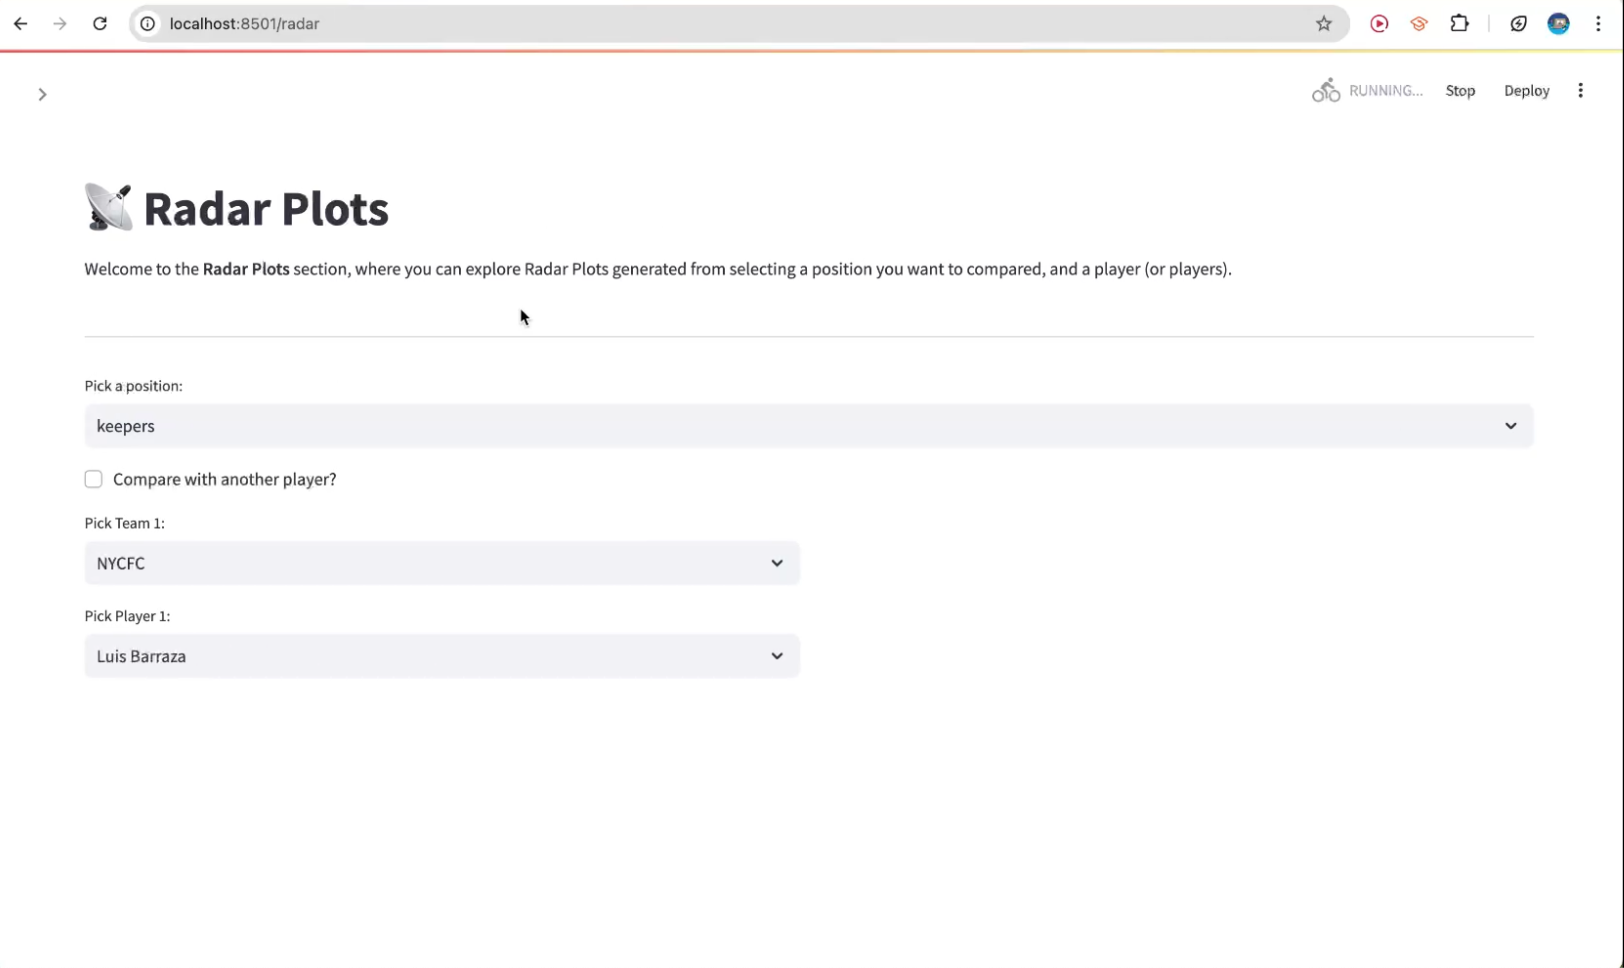 localhost:8501/radar
RUNNING... Stop Deploy
Radar Plots
Welcome to the Radar Plots section, where you can explore Radar Plots generated from selecting a position you want to compared, and a player (or players).
Pick a position:
keepers
Compare with another player?
Pick Team 1:
NYCFC
Pick Player 1:
Luis Barraza